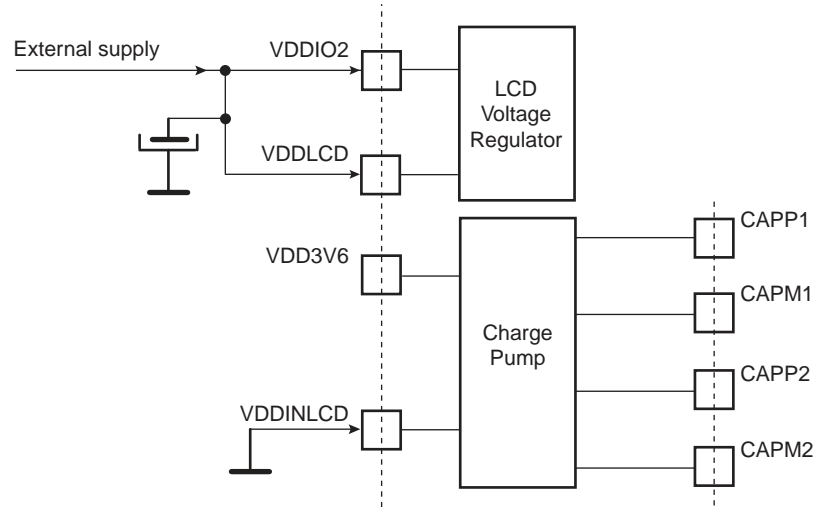 External supply
VDDIO2
LCD
Voltage
Regulator
VDDLCD
CAPP1
VDD3V6
CAPM1
Charge
Pump
CAPP2
VDDINLCD
CAPM2